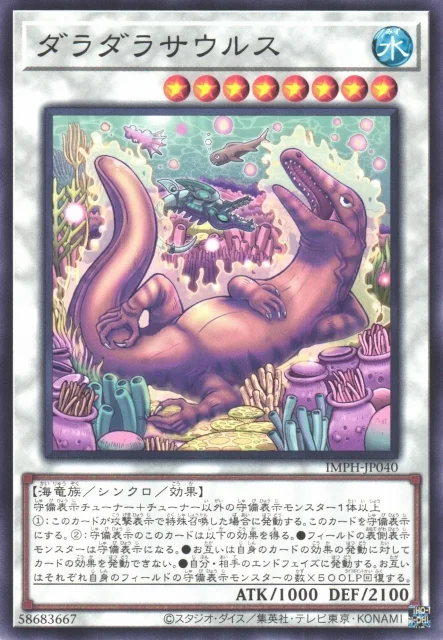 ダラダラサウルス
水
IMPH-JP040
【海竜族／シンクロ／効果】
守備表示チューナー＋チューナー以外の守備表示モンスター１体以上
①：このカードが攻撃表示で特殊召喚した場合に発動する。このカードを守備表示
にする。②：守備表示のこのカードは以下の効果を得る。●フィールドの表側表示
モンスターは守備表示になる。●お互いは自身のカードの効果の発動に対して
カードの効果を発動できない。●自分・相手のエンドフェイズに発動する。お互い
はそれぞれ自身のフィールドの守備表示モンスターの数×５００ＬＰ回復する。
ATK/1000 DEF/2100
58683667 ©スタジオ・ダイス／集英社・テレビ東京・KONAMI